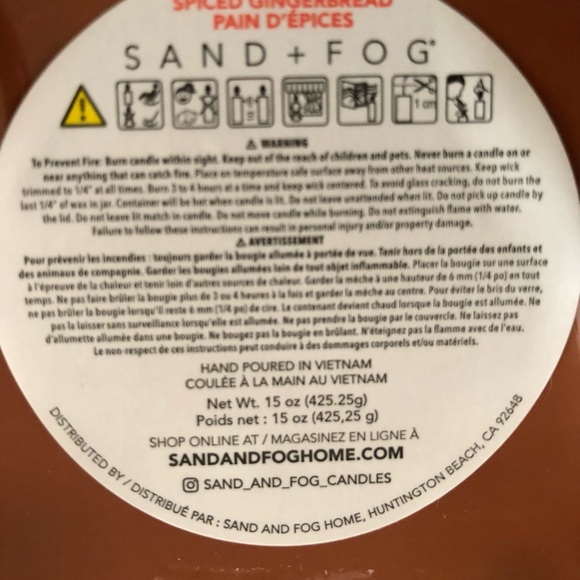 SPICED GINGERBREAD
PAIN D'ÉPICES
SAND + FOG®
1 cm
⚠ WARNING
To Prevent Fire: Burn candle within sight. Keep out of the reach of children and pets. Never burn a candle on or
near anything that can catch fire. Place on temperature safe surface away from other heat sources. Keep wick
trimmed to 1/4" at all times. Burn 3 to 4 hours at a time and keep wick centered. To avoid glass cracking, do not burn the
last 1/4" of wax in jar. Container will be hot when candle is lit. Do not leave unattended when lit. Do not pick up candle by
the lid. Do not leave lit match in candle. Do not move candle while burning. Do not extinguish flame with water.
Failure to follow these instructions can result in personal injury and/or property damage.
⚠ AVERTISSEMENT
Pour prévenir les incendies : toujours garder la bougie allumée à portée de vue. Tenir hors de la portée des enfants et
des animaux de compagnie. Garder les bougies allumées loin de tout objet inflammable. Placer la bougie sur une surface
à l'épreuve de la chaleur et tenir loin d'autres sources de chaleur. Garder la mèche à une hauteur de 6 mm (1/4 po) en tout
temps. Ne pas faire brûler la bougie plus de 3 ou 4 heures à la fois et garder la mèche au centre. Pour éviter le bris du verre,
ne pas brûler la bougie lorsqu'il reste 6 mm (1/4 po) de cire. Le contenant devient chaud lorsque la bougie est allumée. Ne
pas la laisser sans surveillance lorsqu'elle est allumée. Ne pas prendre la bougie par le couvercle. Ne laissez pas
d'allumette allumée dans une bougie. Ne bougez pas la bougie en brûlant. N'éteignez pas la flamme avec de l'eau.
Le non-respect de ces instructions peut conduire à des dommages corporels et/ou matériels.
HAND POURED IN VIETNAM
COULÉE À LA MAIN AU VIETNAM
Net Wt. 15 oz (425.25g)
Poids net : 15 oz (425,25 g)
SHOP ONLINE AT / MAGASINEZ EN LIGNE À
SANDANDFOGHOME.COM
SAND_AND_FOG_CANDLES
DISTRIBUTED BY / DISTRIBUÉ PAR : SAND AND FOG HOME, HUNTINGTON BEACH, CA 92648